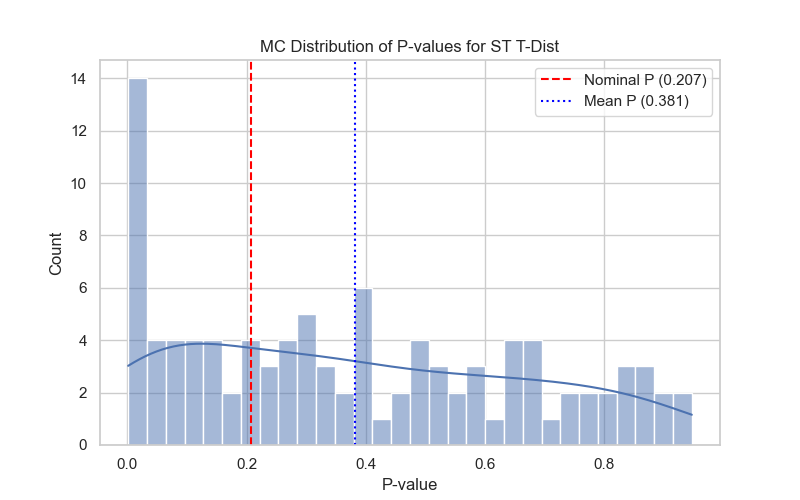 MC Distribution of P-values for ST T-Dist
Nominal P (0.207)
Mean P (0.381)
14
12
10
8
6
4
2
0
Count
0.0 0.2 0.4 0.6 0.8
P-value